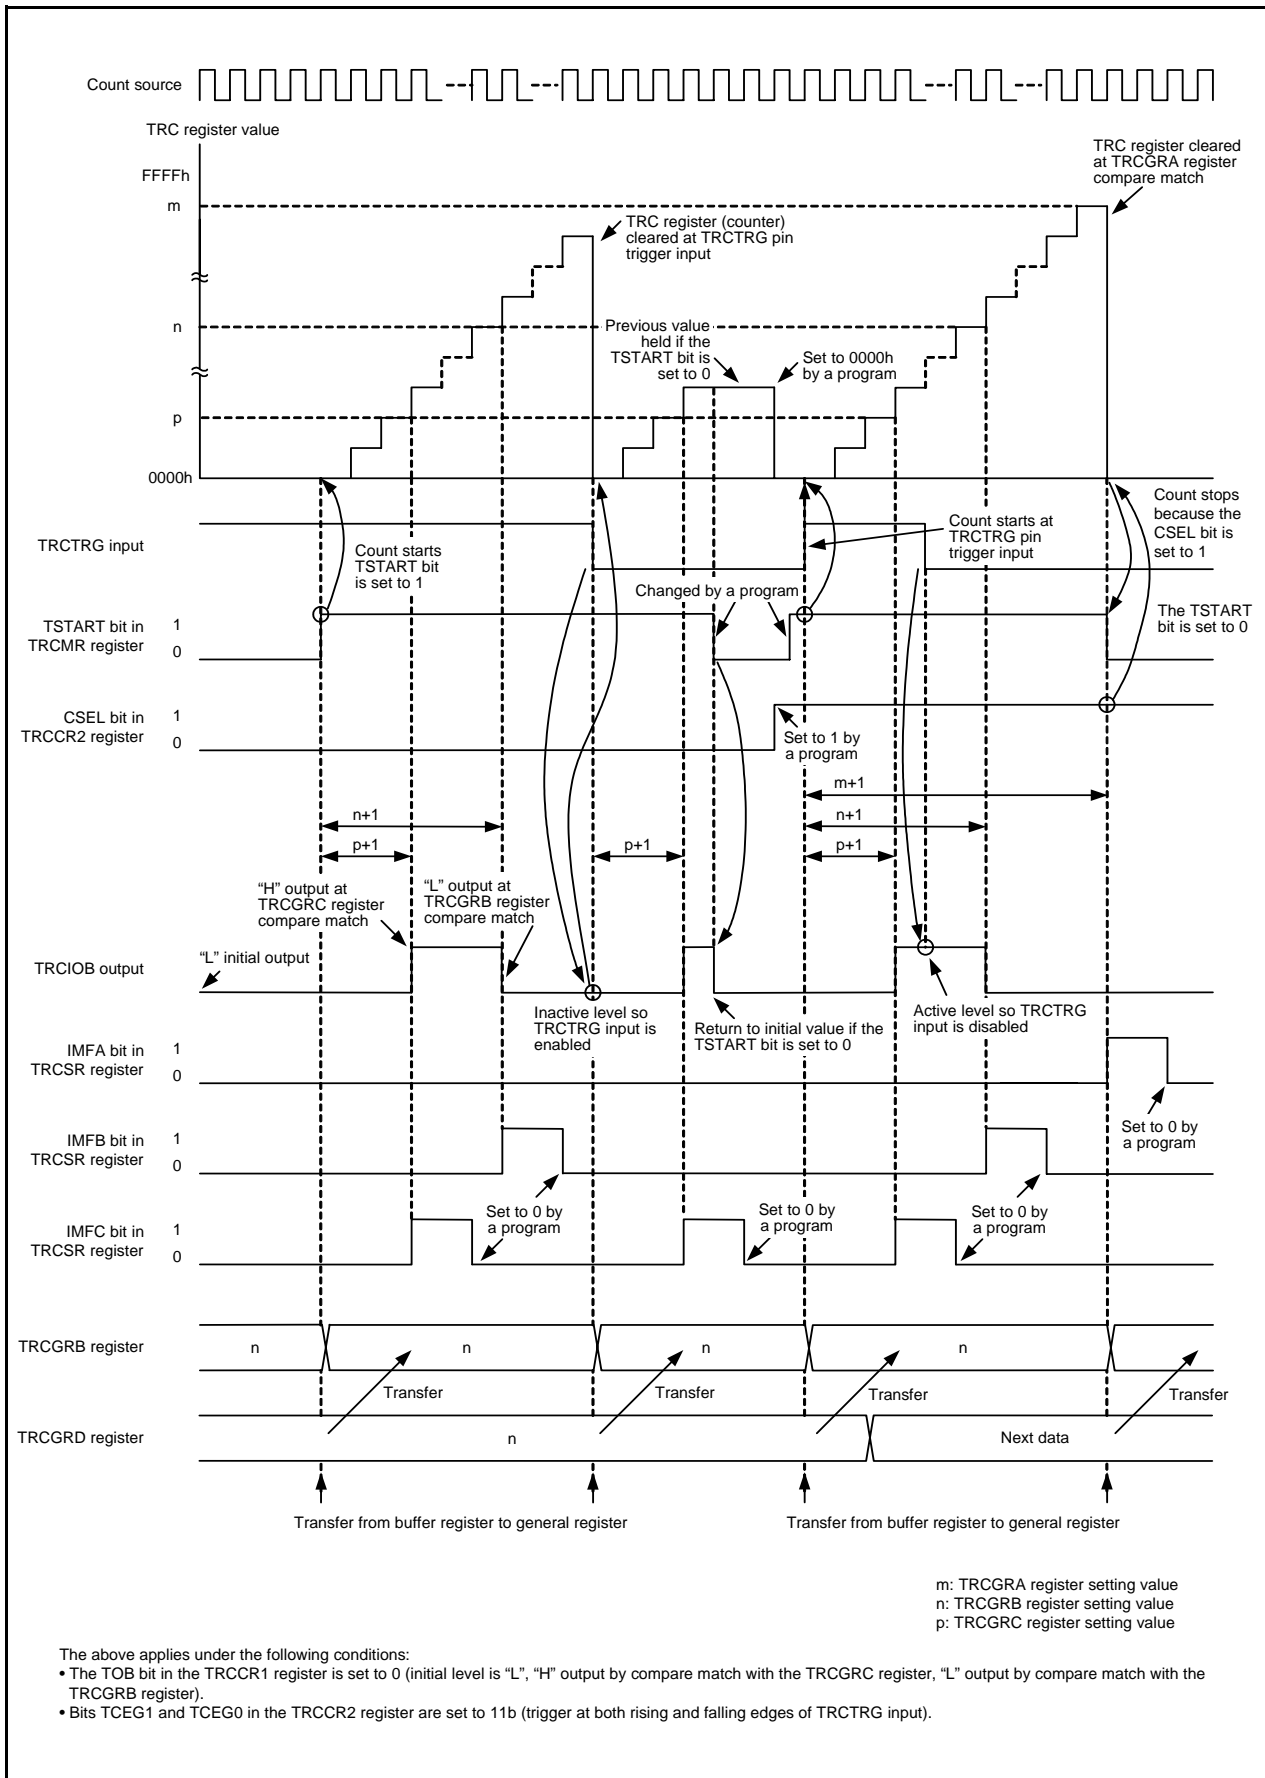 Count source
TRC register value
FFFFh
m
n
p
0000h
TRC register cleared
at TRCGRA register
compare match
TRC register (counter)
cleared at TRCTRG pin
trigger input
Previous value
held if the
TSTART bit is
set to 0
Set to 0000h
by a program
TRCTRG input
Count starts
TSTART bit
is set to 1
Count starts at
TRCTRG pin
trigger input
Count stops
because the
CSEL bit is
set to 1
Changed by a program
TSTART bit in
TRCMR register
1
0
The TSTART
bit is set to 0
CSEL bit in
TRCCR2 register
1
0
Set to 1 by
a program
m+1
n+1
n+1
p+1
p+1
p+1
“H” output at
TRCGRC register
compare match
“L” output at
TRCGRB register
compare match
“L” initial output
TRCIOB output
Inactive level so
TRCTRG input is
enabled
Return to initial value if the
TSTART bit is set to 0
Active level so TRCTRG
input is disabled
IMFA bit in
TRCSR register
1
0
Set to 0 by
a program
IMFB bit in
TRCSR register
1
0
Set to 0 by
a program
Set to 0 by
a program
Set to 0 by
a program
IMFC bit in
TRCSR register
1
0
TRCGRB register
n
n
n
n
Transfer
Transfer
Transfer
Transfer
TRCGRD register
n
Next data
Transfer from buffer register to general register
Transfer from buffer register to general register
m: TRCGRA register setting value
n: TRCGRB register setting value
p: TRCGRC register setting value
The above applies under the following conditions:
• The TOB bit in the TRCCR1 register is set to 0 (initial level is “L”, “H” output by compare match with the TRCGRC register, “L” output by compare match with the
TRCGRB register).
• Bits TCEG1 and TCEG0 in the TRCCR2 register are set to 11b (trigger at both rising and falling edges of TRCTRG input).